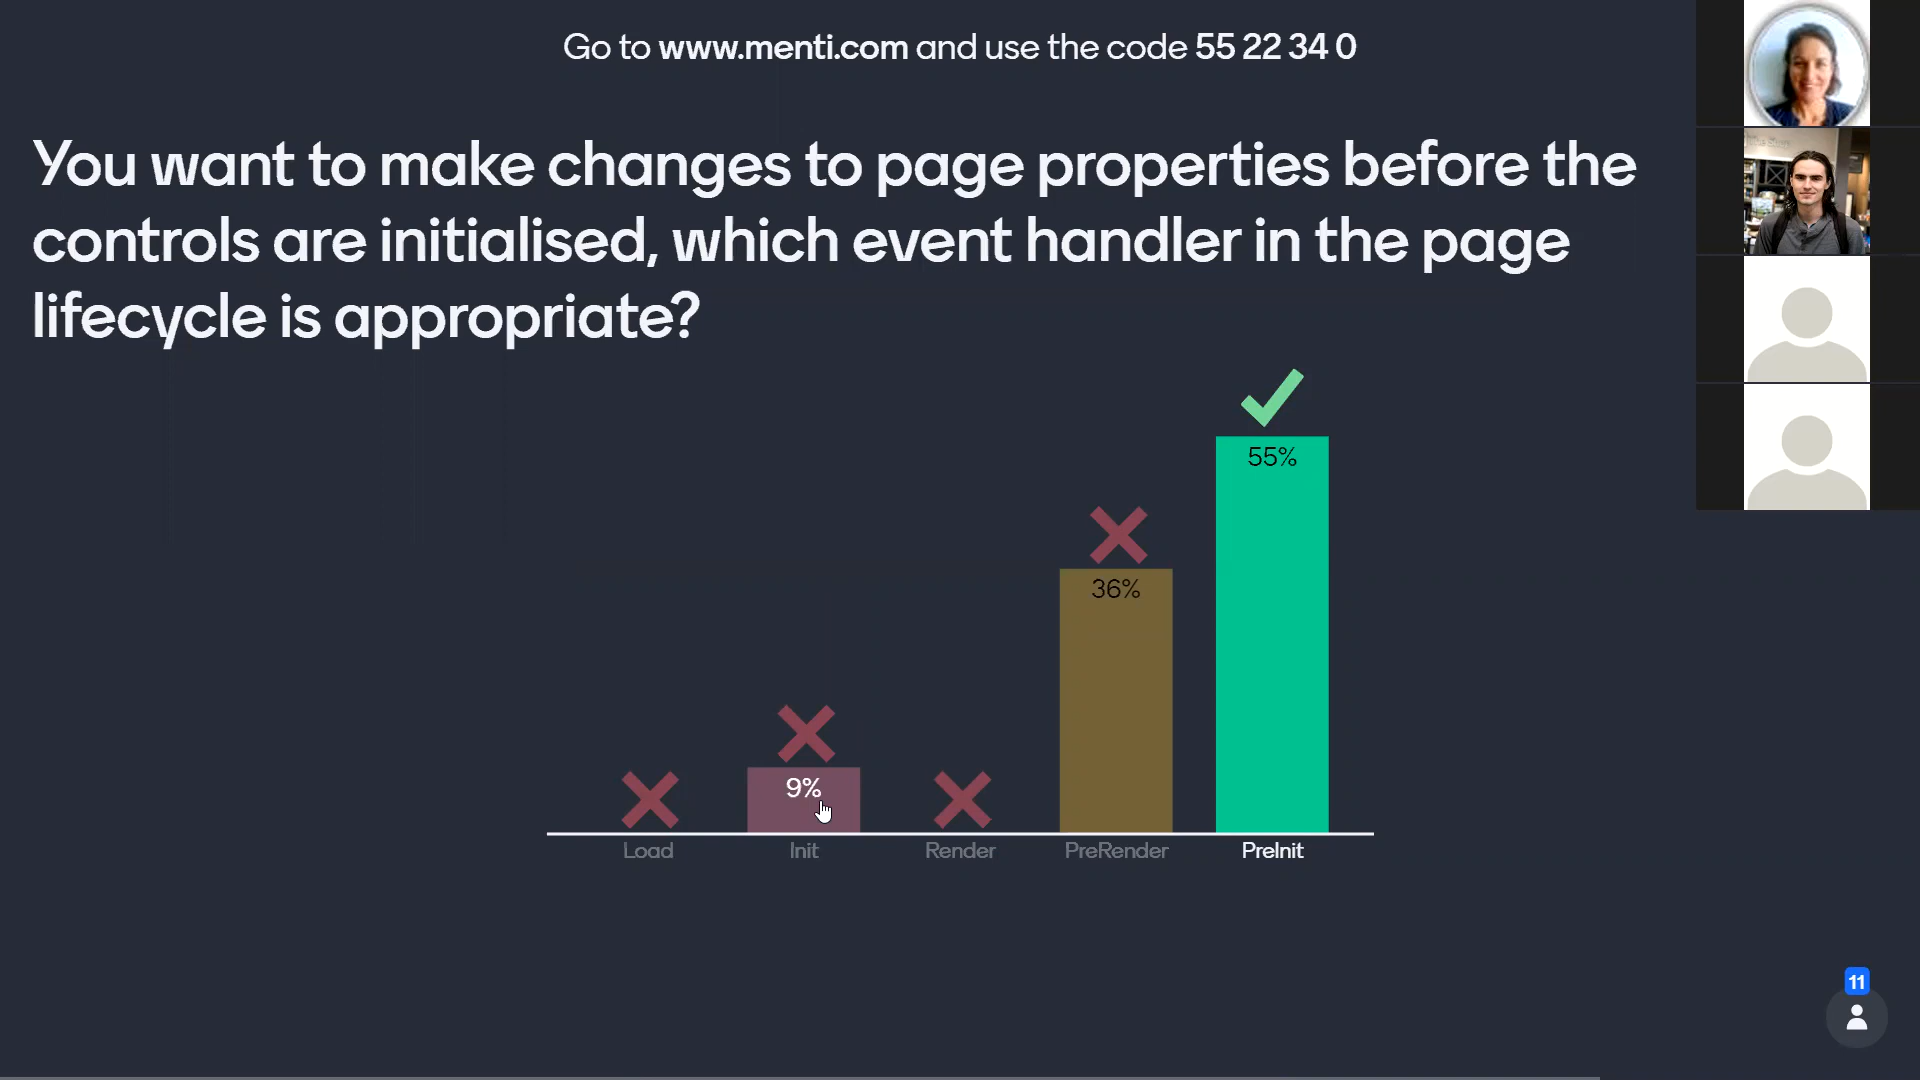 Go to www.menti.com and use the code 55 22 34 0
You want to make changes to page properties before the
controls are initialised, which event handler in the page
lifecycle is appropriate?
55%
36%
9%
Load
Init
Render
PreRender
PreInit
11